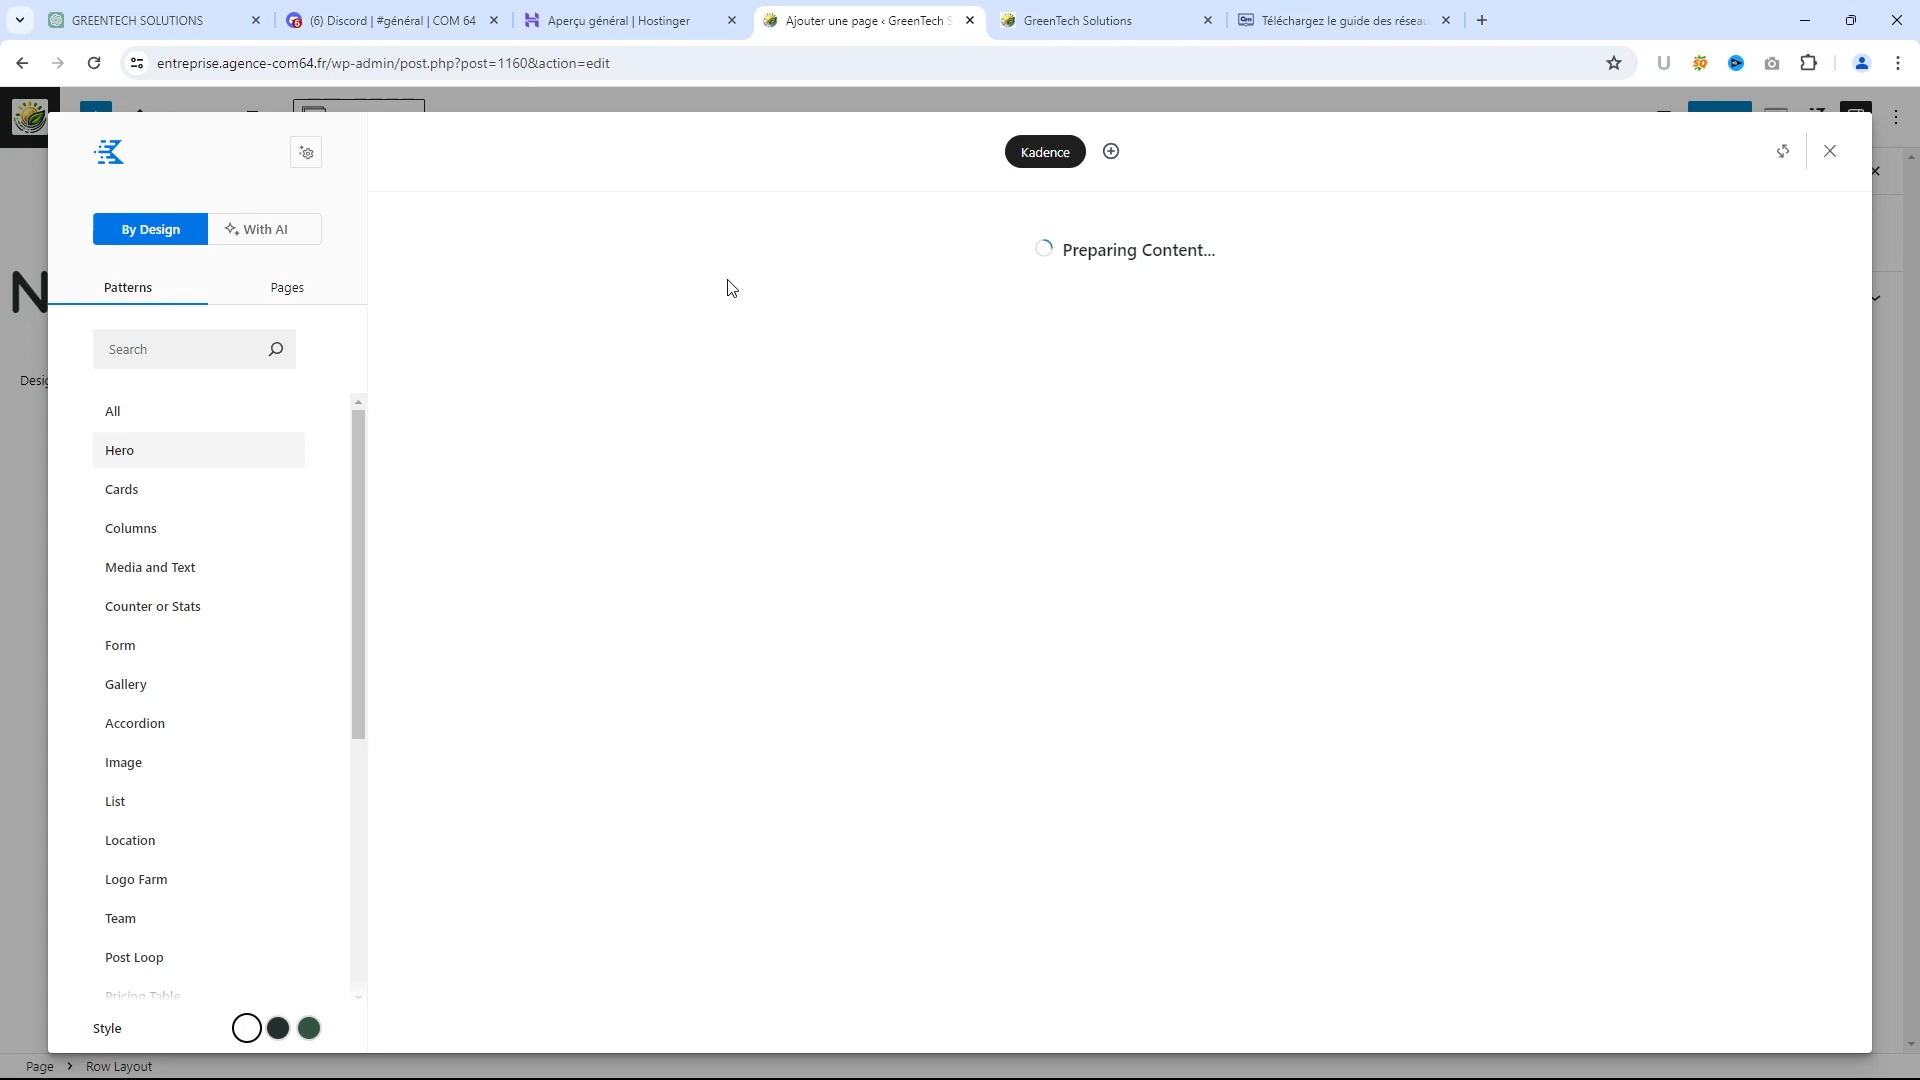 GREENTECH SOLUTIONS
(6) Discord | #général | COM 64
Aperçu général | Hostinger
Ajouter une page ‹ GreenTech S
GreenTech Solutions
Téléchargez le guide des réseau
entreprise.agence-com64.fr/wp-admin/post.php?post=1160&action=edit
Kadence
By Design
With AI
Preparing Content...
Patterns
Pages
N
Search
Desig
All
Hero
Cards
Columns
Media and Text
Counter or Stats
Form
Gallery
Accordion
Image
List
Location
Logo Farm
Team
Post Loop
Pricing Table
Style
Page > Row Layout